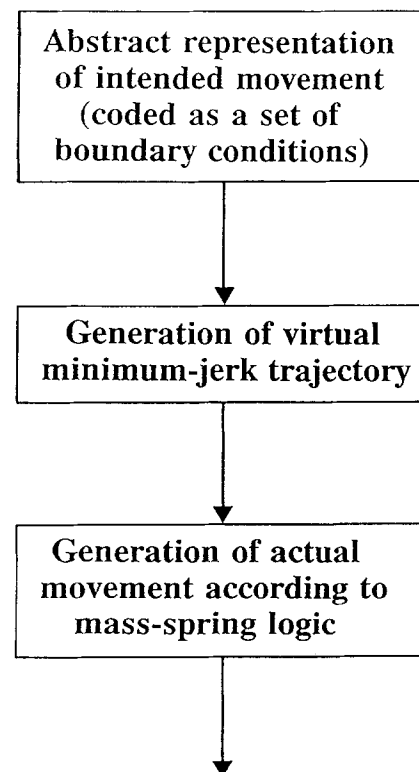 Abstract representation
of intended movement
(coded as a set of
boundary conditions)
Generation of virtual
minimum-jerk trajectory
Generation of actual
movement according to
mass-spring logic